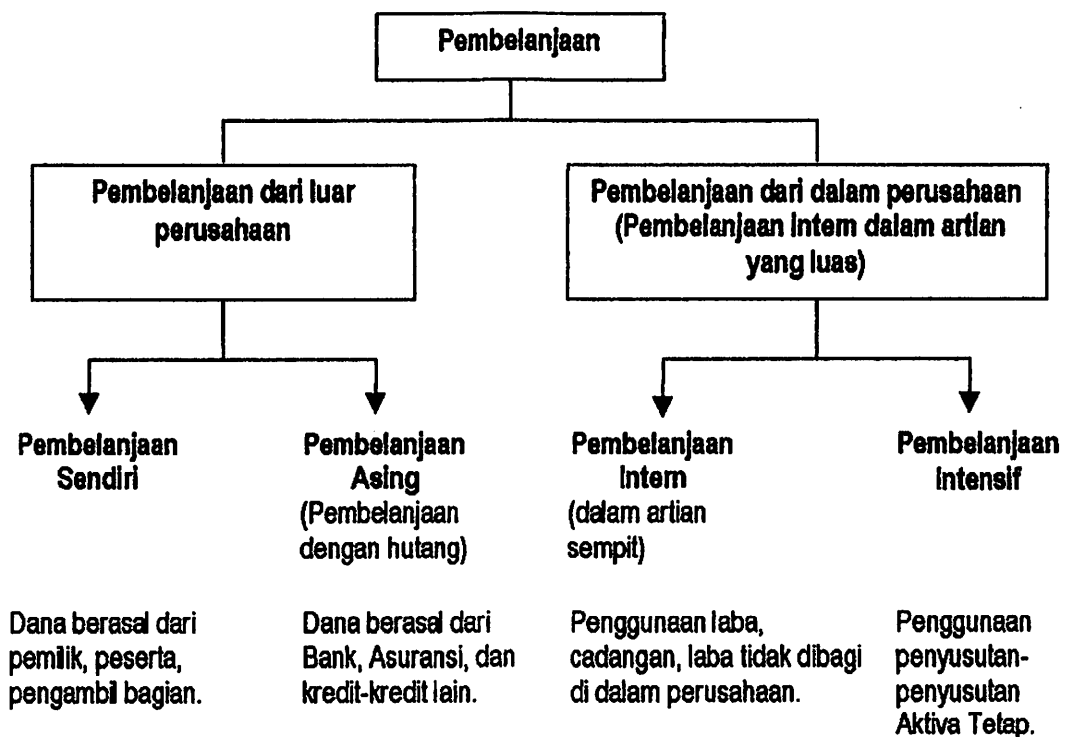 Pembelanjaan
Pembelanjaan dari luar
perusahaan
Pembelanjaan dari dalam perusahaan
(Pembelanjaan Intern dalam artian
yang luas)
Pembelanjaan
Sendiri
Pembelanjaan
Asing
(Pembelanjaan
dengan hutang)
Pembelanjaan
Intern
(dalam artian
sempit)
Pembelanjaan
Intensif
Dana berasal dari
pemilik, peserta,
pengambil bagian.
Dana berasal dari
Bank, Asuransi, dan
kredit-kredit lain.
Penggunaan laba,
cadangan, laba tidak dibagi
di dalam perusahaan.
Penggunaan
penyusutan-
penyusutan
Aktiva Tetap.